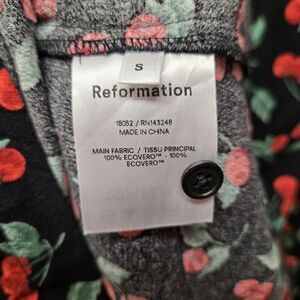 S
Reformation
18052 / RN143248
MADE IN CHINA
MAIN FABRIC / TISSU PRINCIPAL
100% ECOVERO™ - 100%
ECOVERO™